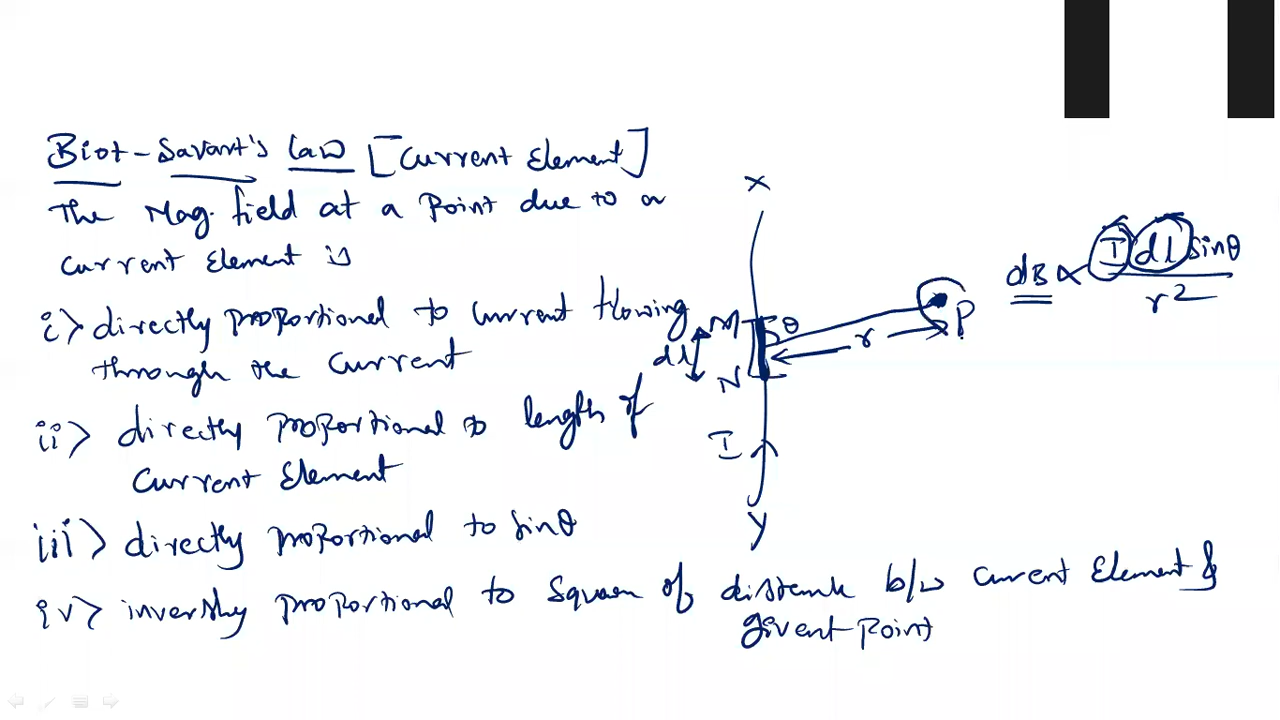 Biot-Savart's law [Current Element]
The Mag. field at a Point due to a
current Element is
i> directly proportional to current flowing
through the current
ii> directly proportional to length of
current Element
iii> directly proportional to sinθ
iv> inversly proportional to Square of distance b/w current Element &
givent Point
X
M
θ
dl
r
P
N
I
Y
dB ∝ I dl sinθ
r²